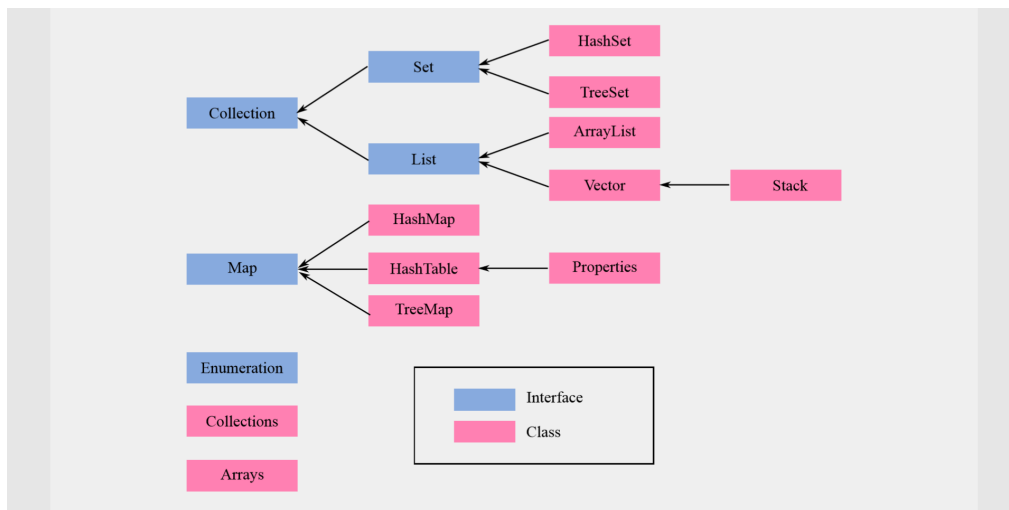 HashSet
Set
TreeSet
Collection
ArrayList
List
Vector
Stack
HashMap
Map
HashTable
Properties
TreeMap
Enumeration
Interface
Collections
Class
Arrays